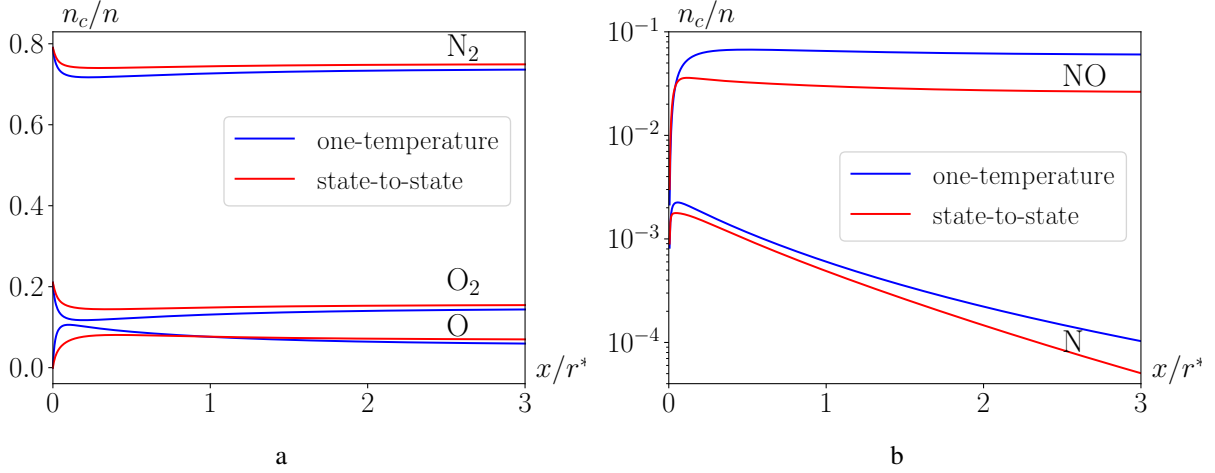 n_c/n
0.8
0.6
0.4
0.2
0.0
N₂
one-temperature
state-to-state
O₂
O
x/r*
0 1 2 3
a
n_c/n
10⁻¹
10⁻²
10⁻³
10⁻⁴
NO
one-temperature
state-to-state
N
x/r*
0 1 2 3
b